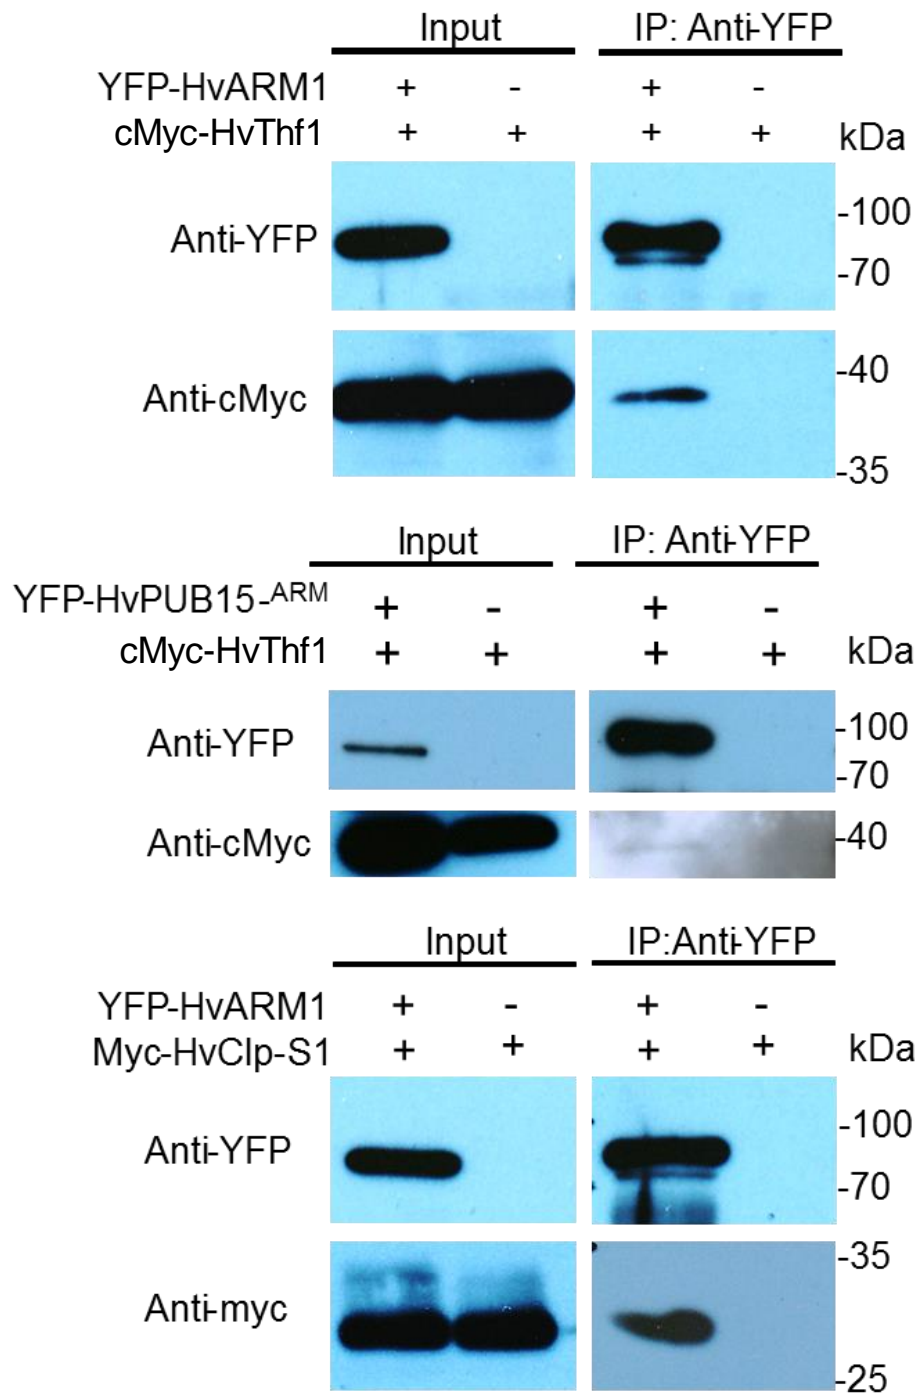 Input IP: Anti-YFP
YFP-HvARM1 + - + -
cMyc-HvThf1 + + + + kDa
-100
Anti-YFP
-70
-40
Anti-cMyc
-35
Input IP: Anti-YFP
YFP-HvPUB15-ARM + - + -
cMyc-HvThf1 + + + + kDa
-100
Anti-YFP
-70
Anti-cMyc -40
Input IP:Anti-YFP
YFP-HvARM1 + - + -
Myc-HvClp-S1 + + + + kDa
-100
Anti-YFP
-70
-35
Anti-myc
-25